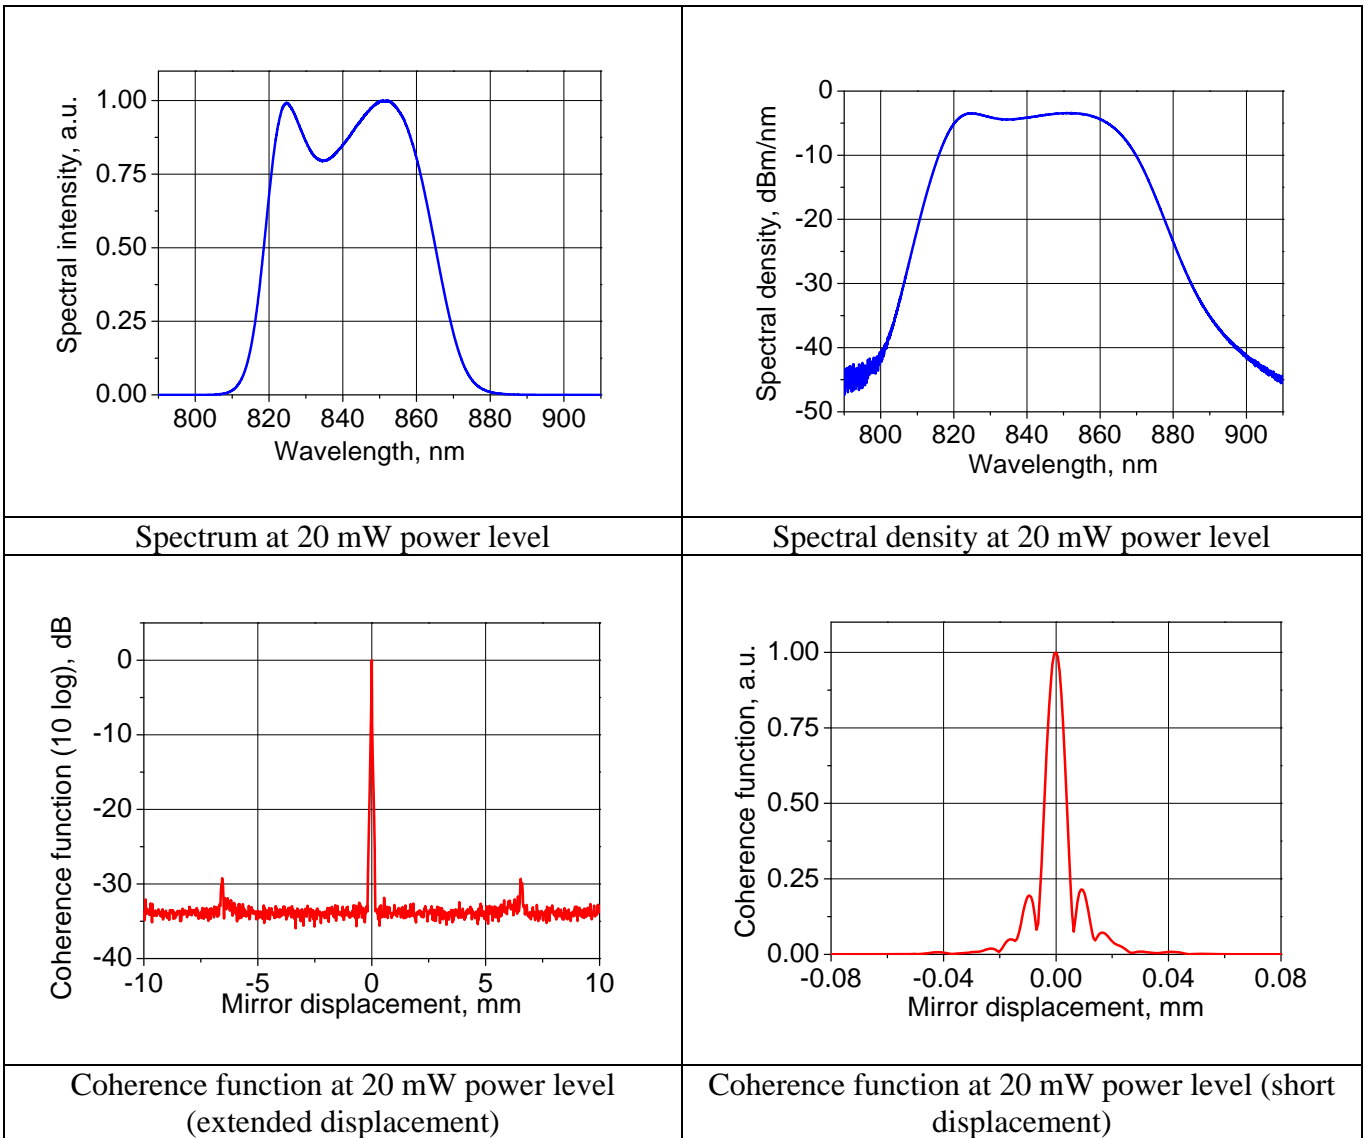 Spectral intensity, a.u.
1.00
0.75
0.50
0.25
0.00
800 820 840 860 880 900
Wavelength, nm
Spectral density, dBm/nm
0
-10
-20
-30
-40
-50
800 820 840 860 880 900
Wavelength, nm
Spectrum at 20 mW power level
Spectral density at 20 mW power level
Coherence function (10 log), dB
0
-10
-20
-30
-40
-10 -5 0 5 10
Mirror displacement, mm
Coherence function, a.u.
1.00
0.75
0.50
0.25
0.00
-0.08 -0.04 0.00 0.04 0.08
Mirror displacement, mm
Coherence function at 20 mW power level
(extended displacement)
Coherence function at 20 mW power level (short
displacement)